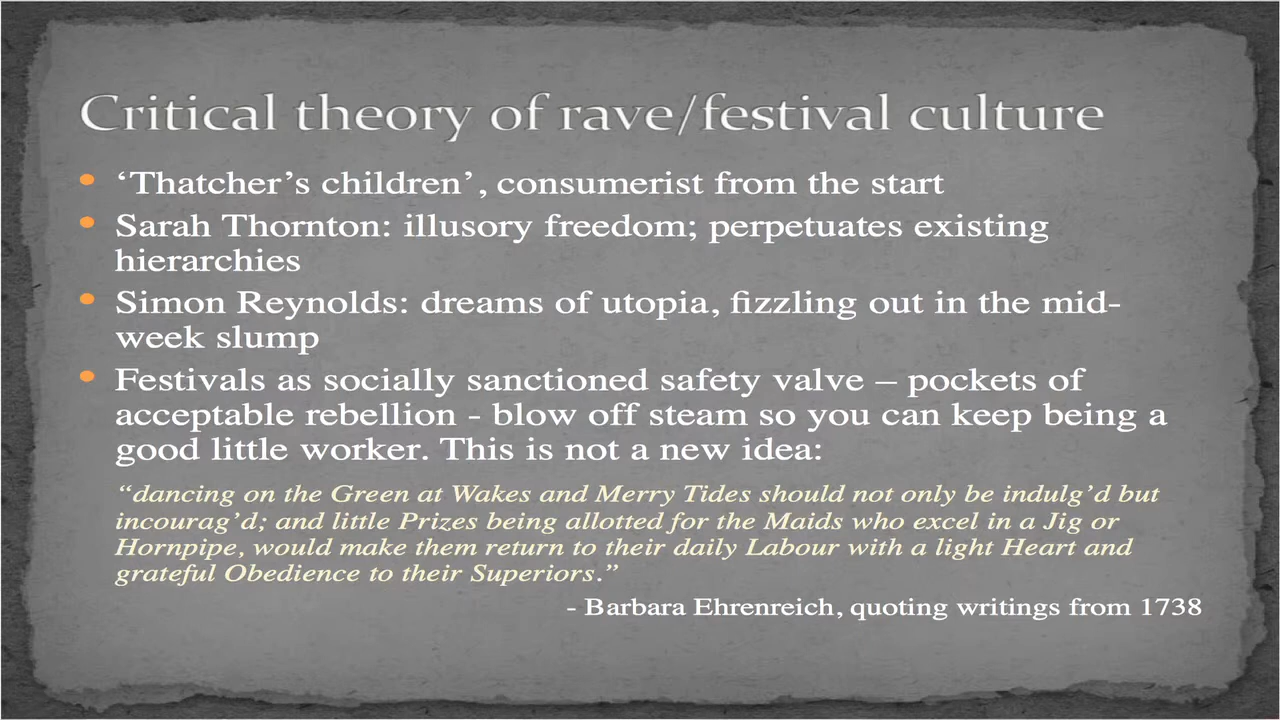 Critical theory of rave/festival culture
• ‘Thatcher’s children’, consumerist from the start
• Sarah Thornton: illusory freedom; perpetuates existing
hierarchies
• Simon Reynolds: dreams of utopia, fizzling out in the mid-
week slump
• Festivals as socially sanctioned safety valve – pockets of
acceptable rebellion - blow off steam so you can keep being a
good little worker. This is not a new idea:
“dancing on the Green at Wakes and Merry Tides should not only be indulg’d but
incourag’d; and little Prizes being allotted for the Maids who excel in a Jig or
Hornpipe, would make them return to their daily Labour with a light Heart and
grateful Obedience to their Superiors.”
- Barbara Ehrenreich, quoting writings from 1738